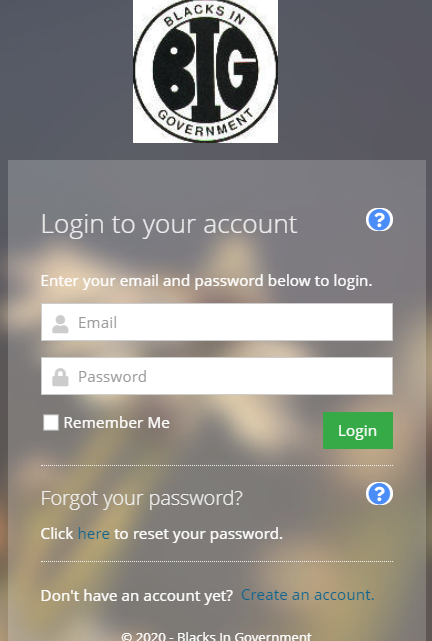 BLACKS IN
BIG
GOVERNMENT
Login to your account
?
Enter your email and password below to login.
Email
Password
Remember Me
Login
Forgot your password?
?
Click here to reset your password.
Don't have an account yet? Create an account.
© 2020 - Blacks In Government